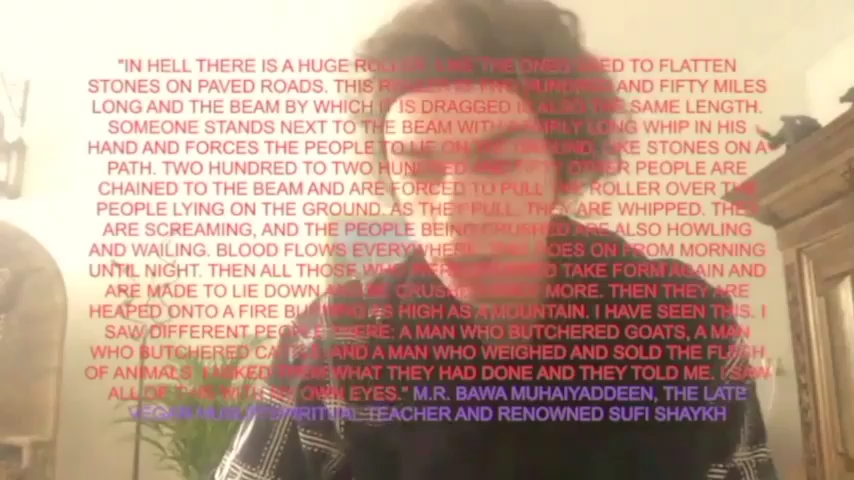 "IN HELL THERE IS A HUGE ROLLER, LIKE THE ONES USED TO FLATTEN
STONES ON PAVED ROADS. THIS ROLLER IS TWO HUNDRED AND FIFTY MILES
LONG AND THE BEAM BY WHICH IT IS DRAGGED IS ALSO THE SAME LENGTH.
SOMEONE STANDS NEXT TO THE BEAM WITH A LONG WHIP IN HIS
HAND AND FORCES THE PEOPLE TO LIE ON THE GROUND, LIKE STONES ON A
PATH. TWO HUNDRED TO TWO HUNDRED AND FIFTY OTHER PEOPLE ARE
CHAINED TO THE BEAM AND ARE FORCED TO PULL THE ROLLER OVER THE
PEOPLE LYING ON THE GROUND. AS THEY PULL, THEY ARE WHIPPED. THEY
ARE SCREAMING, AND THE PEOPLE BEING CRUSHED ARE ALSO HOWLING
AND WAILING. BLOOD FLOWS EVERYWHERE. THIS GOES ON FROM MORNING
UNTIL NIGHT. THEN ALL THOSE WHO WERE CRUSHED TAKE FORM AGAIN AND
ARE MADE TO LIE DOWN AND BE CRUSHED ONCE MORE. THEN THEY ARE
HEAPED ONTO A FIRE BURNING AS HIGH AS A MOUNTAIN. I HAVE SEEN THIS. I
SAW DIFFERENT PEOPLE THERE: A MAN WHO BUTCHERED GOATS, A MAN
WHO BUTCHERED CATTLE, AND A MAN WHO WEIGHED AND SOLD THE FLESH
OF ANIMALS. I ASKED THEM WHAT THEY HAD DONE AND THEY TOLD ME. I SAW
ALL OF THIS WITH MY OWN EYES." M.R. BAWA MUHAIYADDEEN, THE LATE
VEGAN MUSLIM SPIRITUAL TEACHER AND RENOWNED SUFI SHAYKH